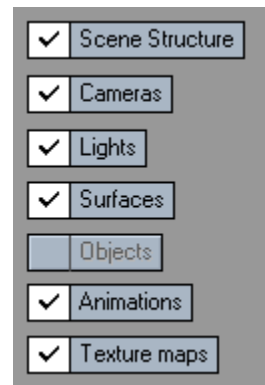 Scene Structure
Cameras
Lights
Surfaces
Objects
Animations
Texture maps